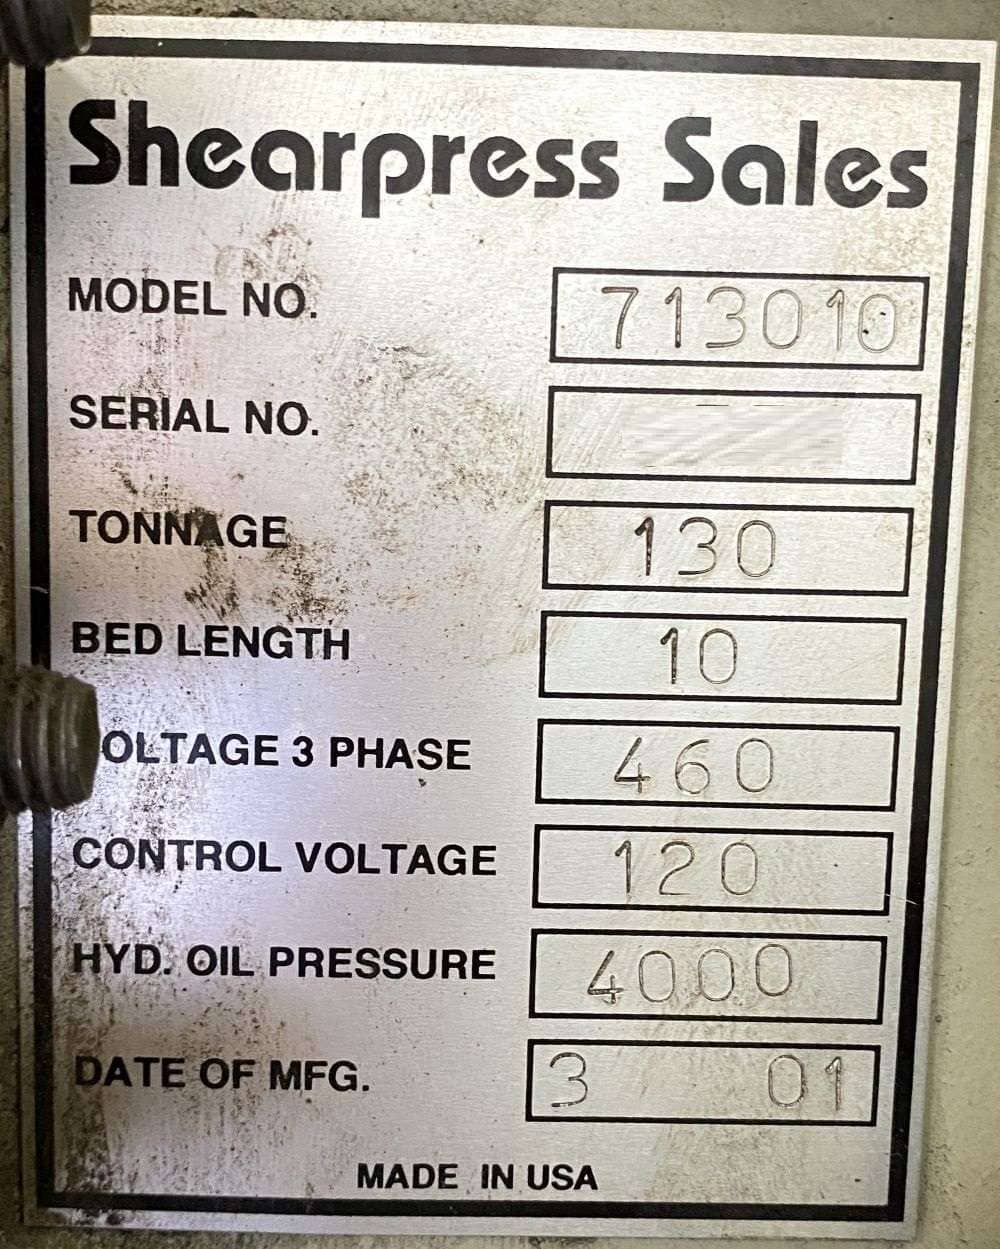 Shearpress Sales
MODEL NO. 713010
SERIAL NO.
TONNAGE 130
BED LENGTH 10
OLTAGE 3 PHASE 460
CONTROL VOLTAGE 120
HYD. OIL PRESSURE 4000
DATE OF MFG. 3 01
MADE IN USA